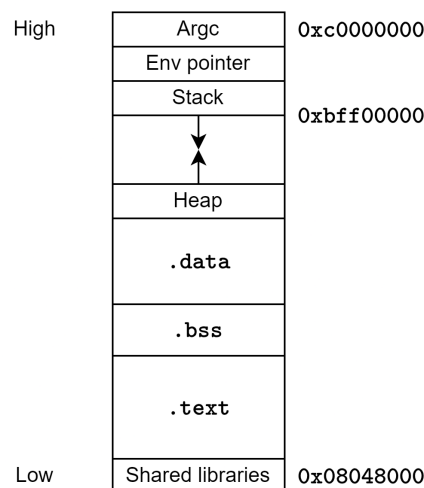 High
Argc
0xc0000000
Env pointer
Stack
0xbff00000
Heap
.data
.bss
.text
Low
Shared libraries
0x08048000